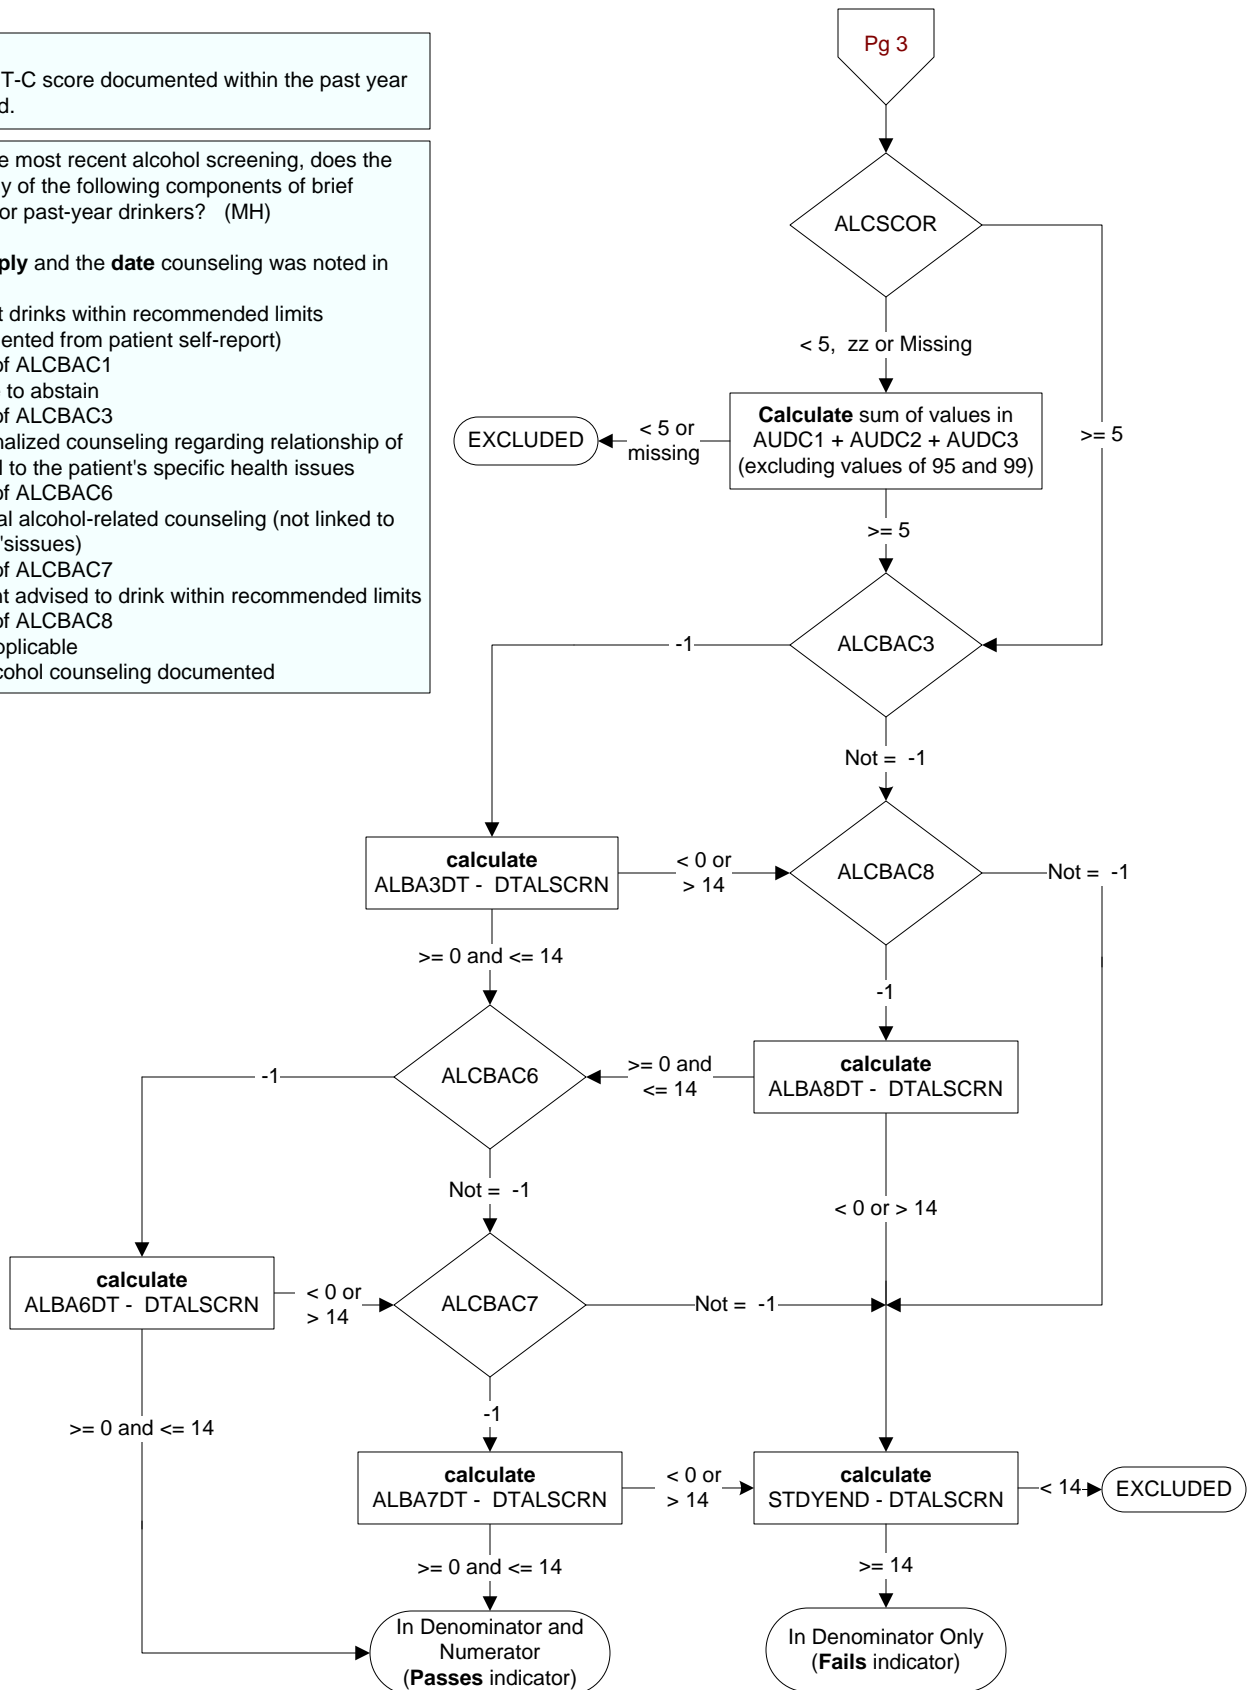 Pg 3
T-C score documented within the past year
d.
e most recent alcohol screening, does the
y of the following components of brief
or past-year drinkers? (MH)
ply and the date counseling was noted in
t drinks within recommended limits
ented from patient self-report)
of ALCBAC1
to abstain
of ALCBAC3
nalized counseling regarding relationship of
d to the patient's specific health issues
of ALCBAC6
al alcohol-related counseling (not linked to
'sissues)
of ALCBAC7
nt advised to drink within recommended limits
of ALCBAC8
oplicable
cohol counseling documented
ALCSCOR
< 5, zz or Missing
>= 5
Calculate sum of values in
AUDC1 + AUDC2 + AUDC3
(excluding values of 95 and 99)
< 5 or
missing
EXCLUDED
>= 5
ALCBAC3
-1
Not = -1
calculate
ALBA3DT - DTALSCRN
< 0 or
> 14
ALCBAC8
Not = -1
>= 0 and <= 14
-1
ALCBAC6
-1
>= 0 and
<= 14
calculate
ALBA8DT - DTALSCRN
Not = -1
< 0 or > 14
calculate
ALBA6DT - DTALSCRN
< 0 or
> 14
ALCBAC7
Not = -1
>= 0 and <= 14
-1
calculate
ALBA7DT - DTALSCRN
< 0 or
> 14
calculate
STDYEND - DTALSCRN
< 14
EXCLUDED
>= 0 and <= 14
>= 14
In Denominator and
Numerator
(Passes indicator)
In Denominator Only
(Fails indicator)